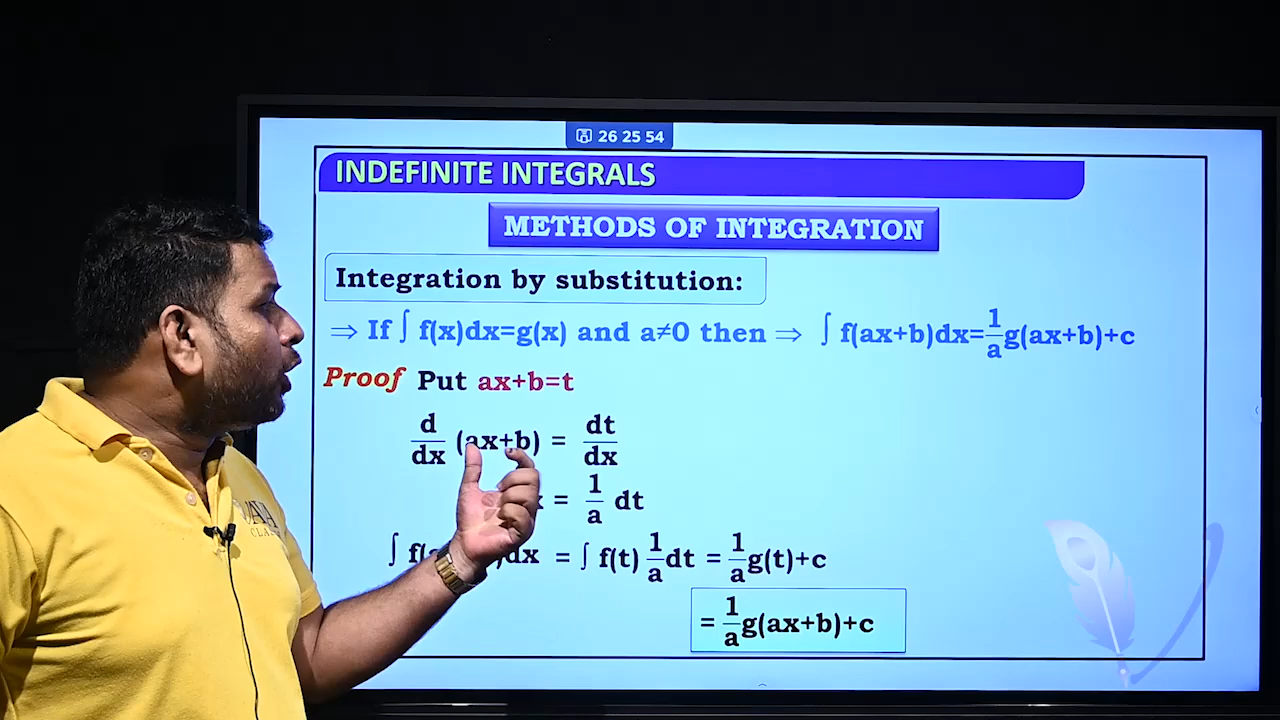 26 25 54
INDEFINITE INTEGRALS
METHODS OF INTEGRATION
Integration by substitution:
⇒ If ∫ f(x)dx=g(x) and a≠0 then ⇒ ∫ f(ax+b)dx=1/a g(ax+b)+c
Proof Put ax+b=t
d/dx (ax+b) = dt/dx
= 1/a dt
∫ dx = ∫ f(t) 1/a dt = 1/a g(t)+c
= 1/a g(ax+b)+c